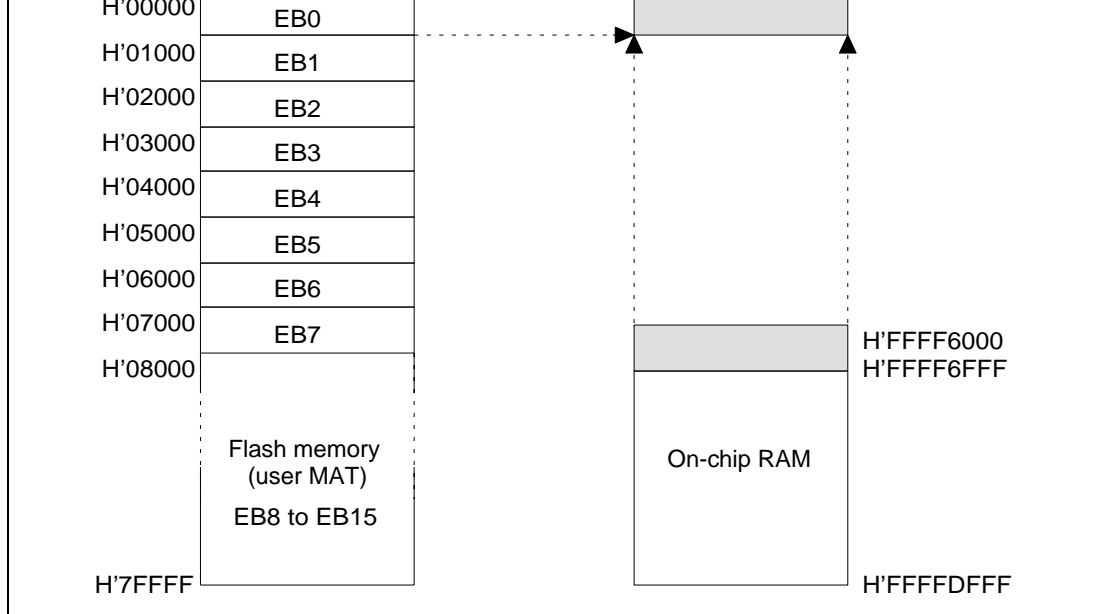 H’00000
EB0
H’01000
EB1
H’02000
EB2
H’03000
EB3
H’04000
EB4
H’05000
EB5
H’06000
EB6
H’07000
EB7
H’FFFF6000
H’08000
H’FFFF6FFF
Flash memory
(user MAT)
On-chip RAM
EB8 to EB15
H’7FFFF
H’FFFFDFFF